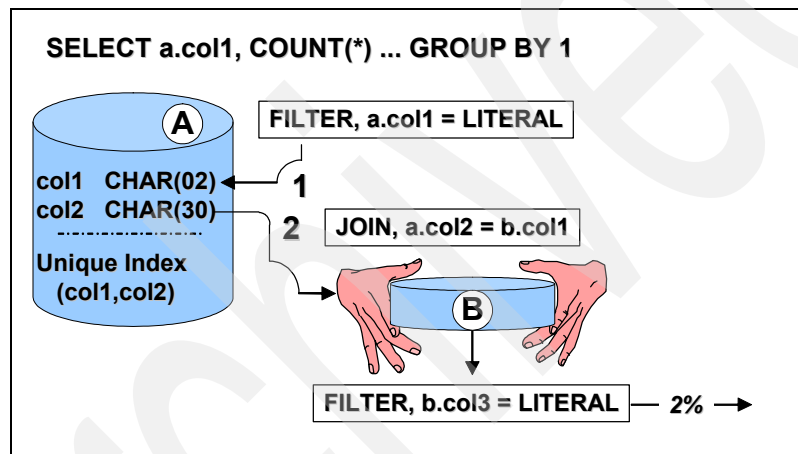 SELECT a.col1, COUNT(*) ... GROUP BY 1
A
FILTER, a.col1 = LITERAL
col1 CHAR(02)
1
col2 CHAR(30)
2
JOIN, a.col2 = b.col1
Unique Index
(col1,col2)
B
FILTER, b.col3 = LITERAL
2%